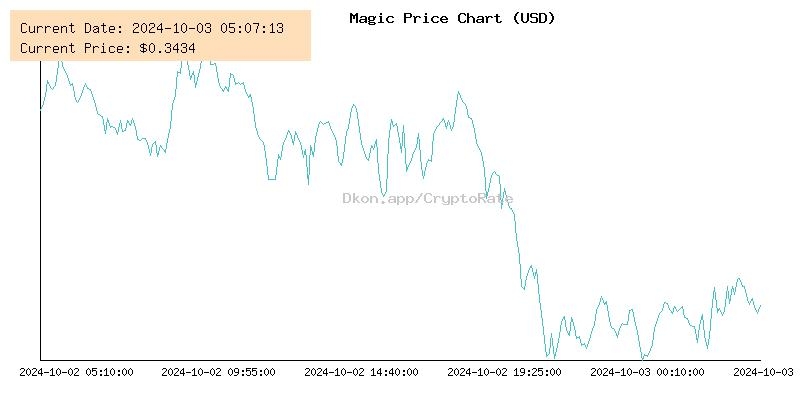 Magic Price Chart (USD)
Current Date: 2024-10-03 05:07:13
Current Price: $0.3434
Dkon.app/CryptoRate
2024-10-02 05:10:00 2024-10-02 09:55:00 2024-10-02 14:40:00 2024-10-02 19:25:00 2024-10-03 00:10:00 2024-10-03